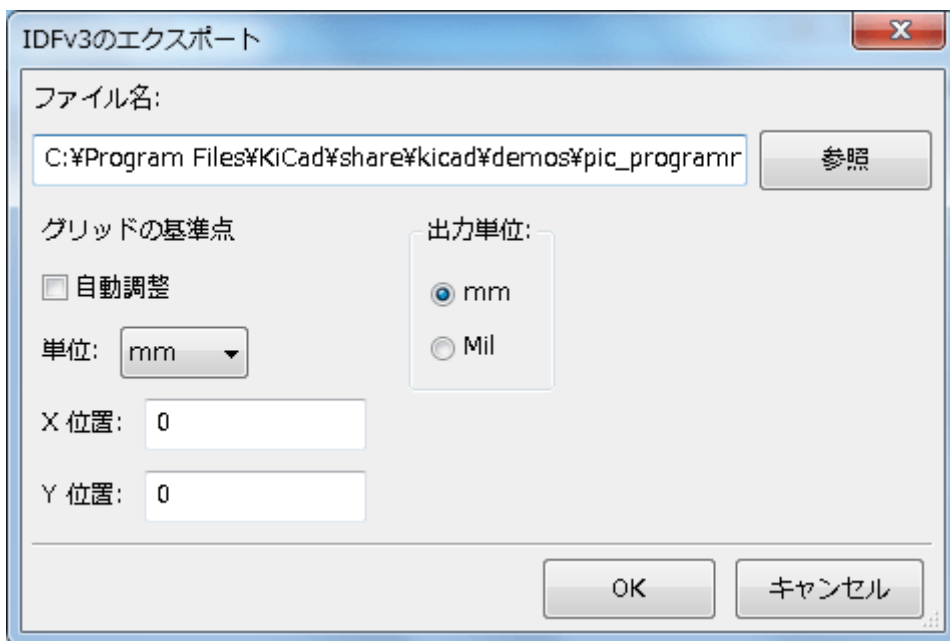 IDFv3のエクスポート
ファイル名:
C:¥Program Files¥KiCad¥share¥kicad¥demos¥pic_programr 参照
グリッドの基準点 出力単位:
自動調整 mm
単位: mm Mil
X 位置: 0
Y 位置: 0
OK キャンセル